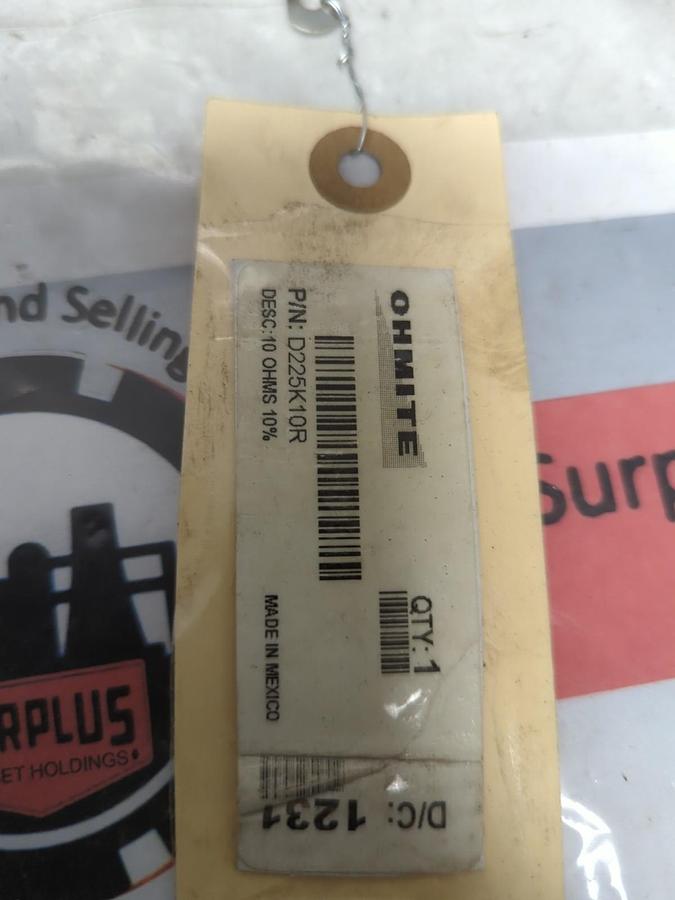 OHMITE
P/N: D225K10R
DESC:10 OHMS 10%
QTY: 1
MADE IN MEXICO
D/C: 1231
nd Selling
RPLUS
ET HOLDINGS
Surp